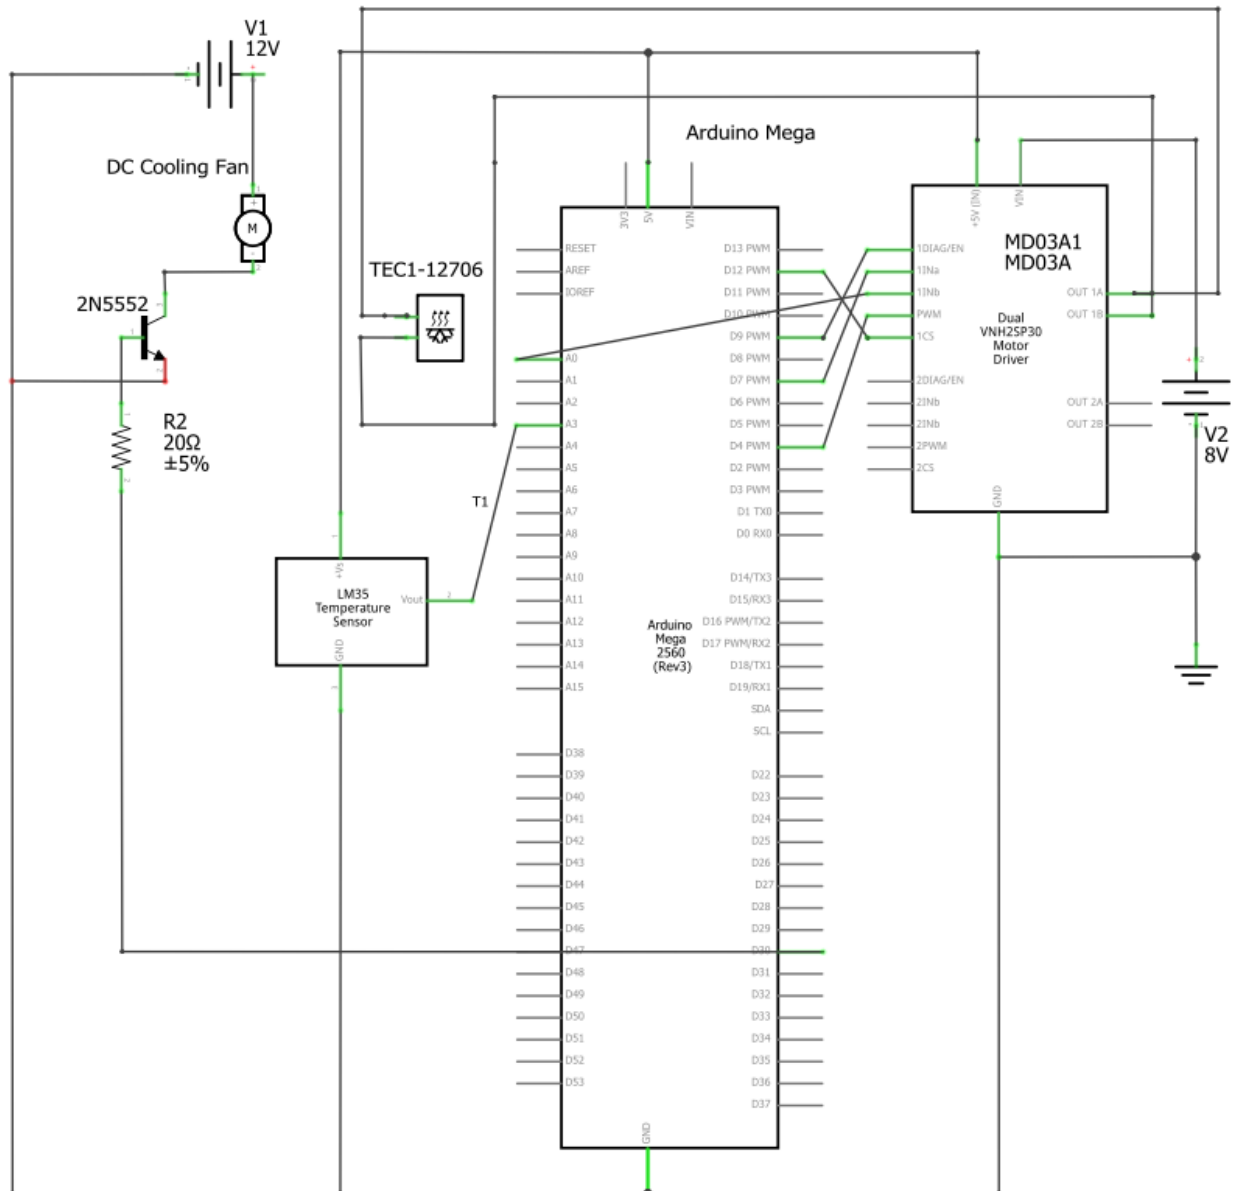 V1
12V
DC Cooling Fan
M
2N5552
R2
20Ω
±5%
TEC1-12706
T1
LM35
Temperature
Sensor
+Vs
Vout
GND
1
2
3
Arduino Mega
3V3
5V
VIN
RESET
AREF
IOREF
A0
A1
A2
A3
A4
A5
A6
A7
A8
A9
A10
A11
A12
A13
A14
A15
D38
D39
D40
D41
D42
D43
D44
D45
D46
D47
D48
D49
D50
D51
D52
D53
Arduino
Mega
2560
(Rev3)
D13 PWM
D12 PWM
D11 PWM
D10 PWM
D9 PWM
D8 PWM
D7 PWM
D6 PWM
D5 PWM
D4 PWM
D2 PWM
D3 PWM
D1 TX0
D0 RX0
D14/TX3
D15/RX3
D16 PWM/TX2
D17 PWM/RX2
D18/TX1
D19/RX1
SDA
SCL
D22
D23
D24
D25
D26
D27
D28
D29
D30
D31
D32
D33
D34
D35
D36
D37
GND
+5V (IN)
VIN
MD03A1
MD03A
Dual
VNH2SP30
Motor
Driver
1DIAG/EN
1INa
1INb
PWM
1CS
2DIAG/EN
2INb
2INb
2PWM
2CS
OUT 1A
OUT 1B
OUT 2A
OUT 2B
GND
V2
8V